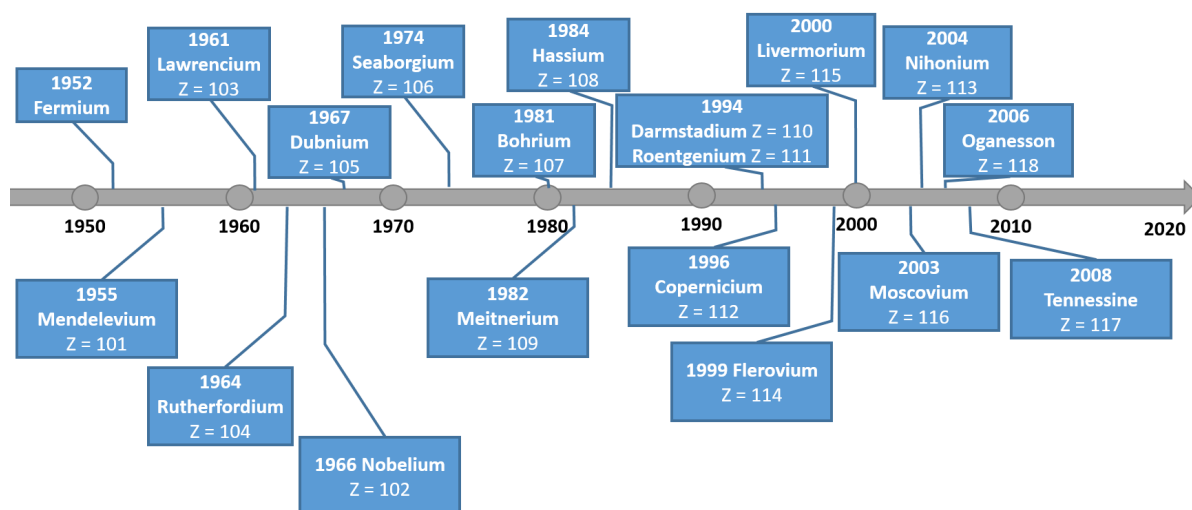 1952
Fermium
1961
Lawrencium
Z = 103
1967
Dubnium
Z = 105
1974
Seaborgium
Z = 106
1981
Bohrium
Z = 107
1984
Hassium
Z = 108
1994
Darmstadium Z = 110
Roentgenium Z = 111
2000
Livermorium
Z = 115
2004
Nihonium
Z = 113
2006
Oganesson
Z = 118
1950
1960
1970
1980
1990
2000
2010
2020
1955
Mendelevium
Z = 101
1964
Rutherfordium
Z = 104
1966 Nobelium
Z = 102
1982
Meitnerium
Z = 109
1996
Copernicium
Z = 112
1999 Flerovium
Z = 114
2003
Moscovium
Z = 116
2008
Tennessine
Z = 117